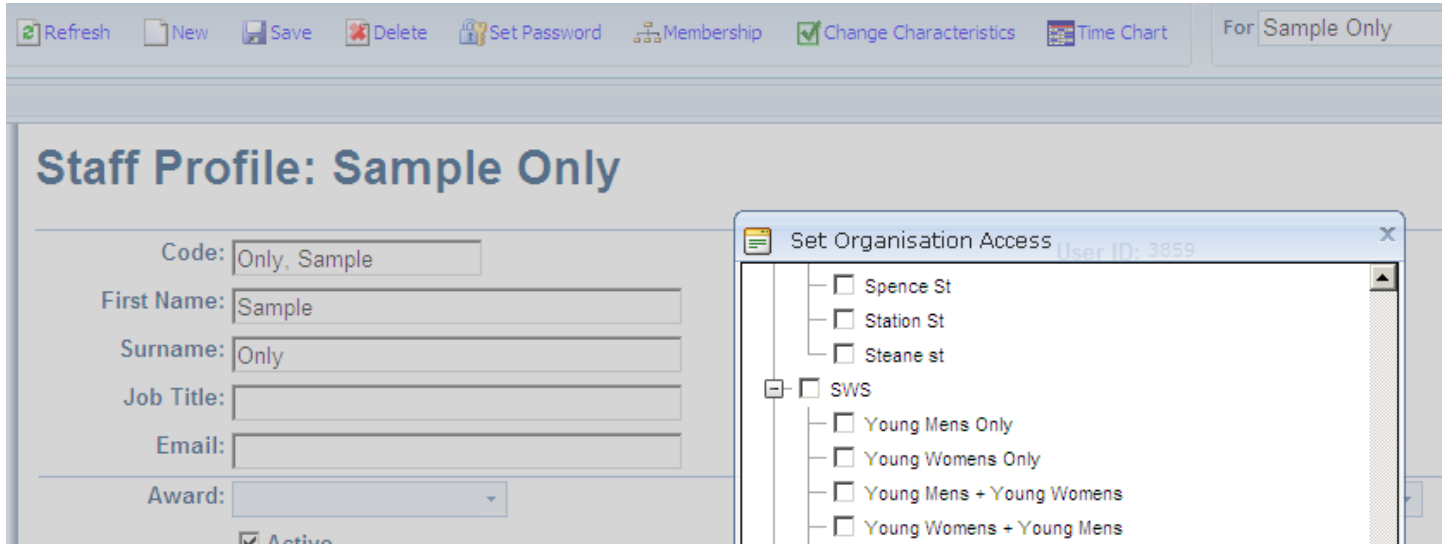 Refresh New Save Delete Set Password Membership Change Characteristics Time Chart For Sample Only
Staff Profile: Sample Only
Code: Only, Sample
First Name: Sample
Surname: Only
Job Title:
Email:
Award:
Active
Set Organisation Access
User ID: 3859
Spence St
Station St
Steane st
SWS
Young Mens Only
Young Womens Only
Young Mens + Young Womens
Young Womens + Young Mens